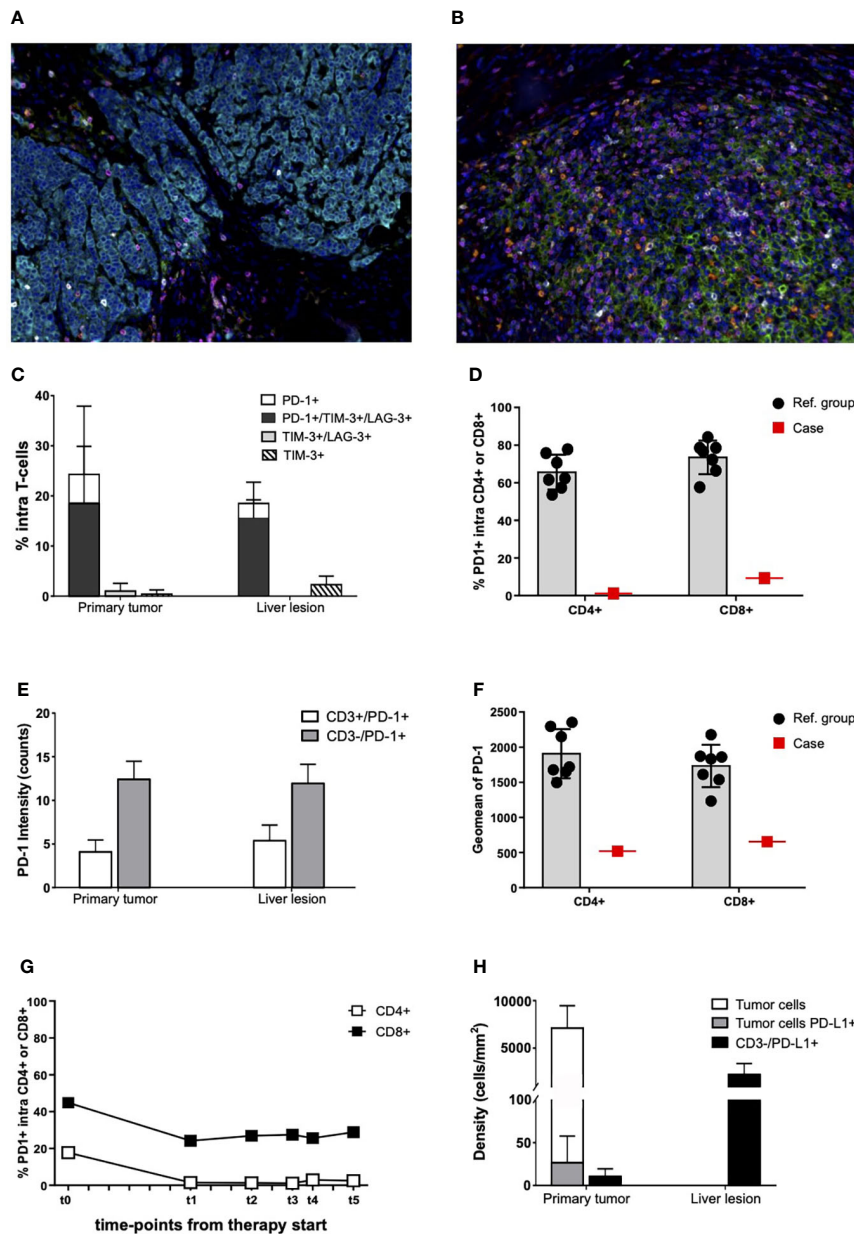 A
B
C
% intra T-cells
40
30
20
10
0
PD-1+
PD-1+/TIM-3+/LAG-3+
TIM-3+/LAG-3+
TIM-3+
Primary tumor
Liver lesion
D
% PD1+ intra CD4+ or CD8+
100
80
60
40
20
0
Ref. group
Case
CD4+
CD8+
E
PD-1 Intensity (counts)
20
15
10
5
0
CD3+/PD-1+
CD3-/PD-1+
Primary tumor
Liver lesion
F
Geomean of PD-1
2500
2000
1500
1000
500
0
Ref. group
Case
CD4+
CD8+
G
% PD1+ intra CD4+ or CD8+
100
80
60
40
20
0
CD4+
CD8+
t0 t1 t2 t3 t4 t5
time-points from therapy start
H
Density (cells/mm²)
10000
5000
100
50
0
Tumor cells
Tumor cells PD-L1+
CD3-/PD-L1+
Primary tumor
Liver lesion